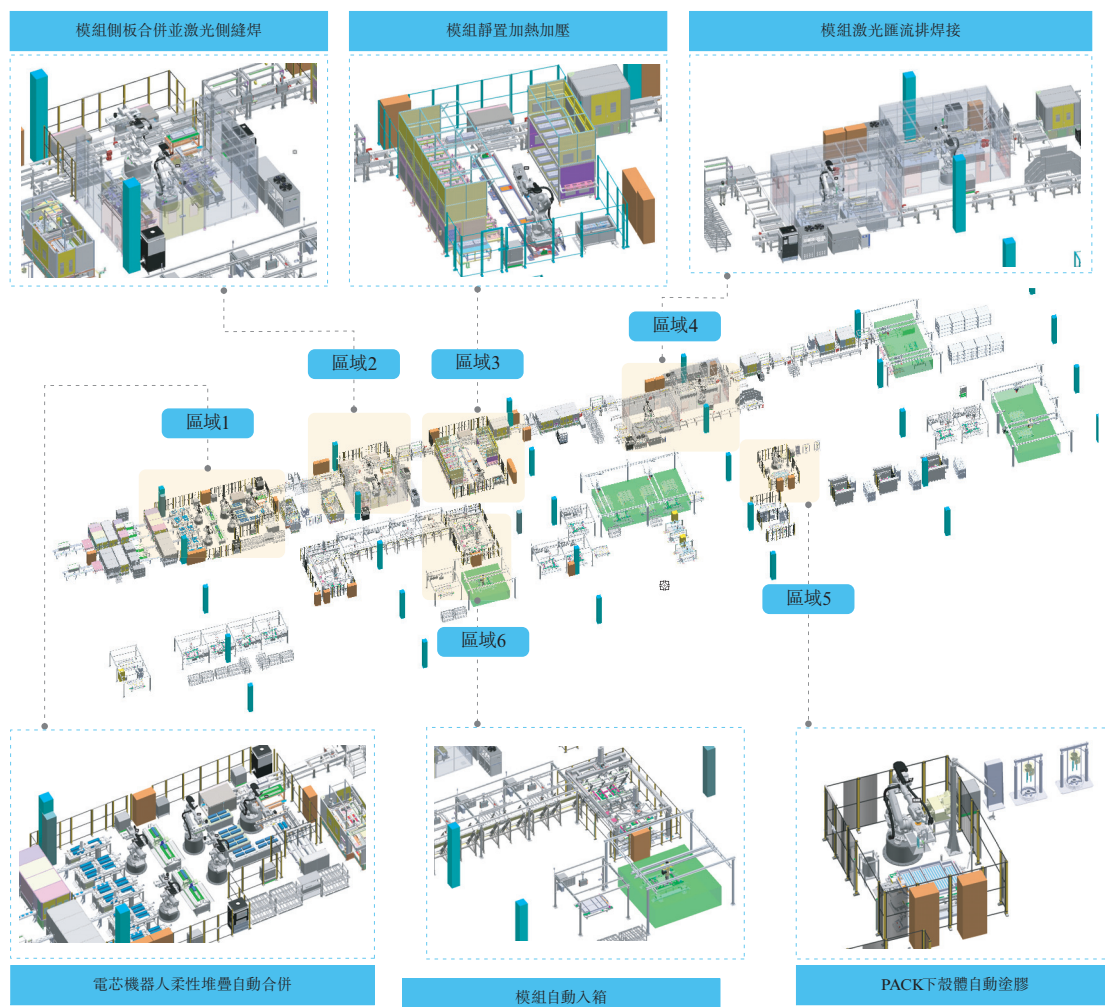 模組側板合併並激光側縫焊
模組靜置加熱加壓
模組激光匯流排焊接
區域4
區域2
區域3
區域1
區域5
區域6
電芯機器人柔性堆疊自動合併
模組自動入箱
PACK下殼體自動塗膠